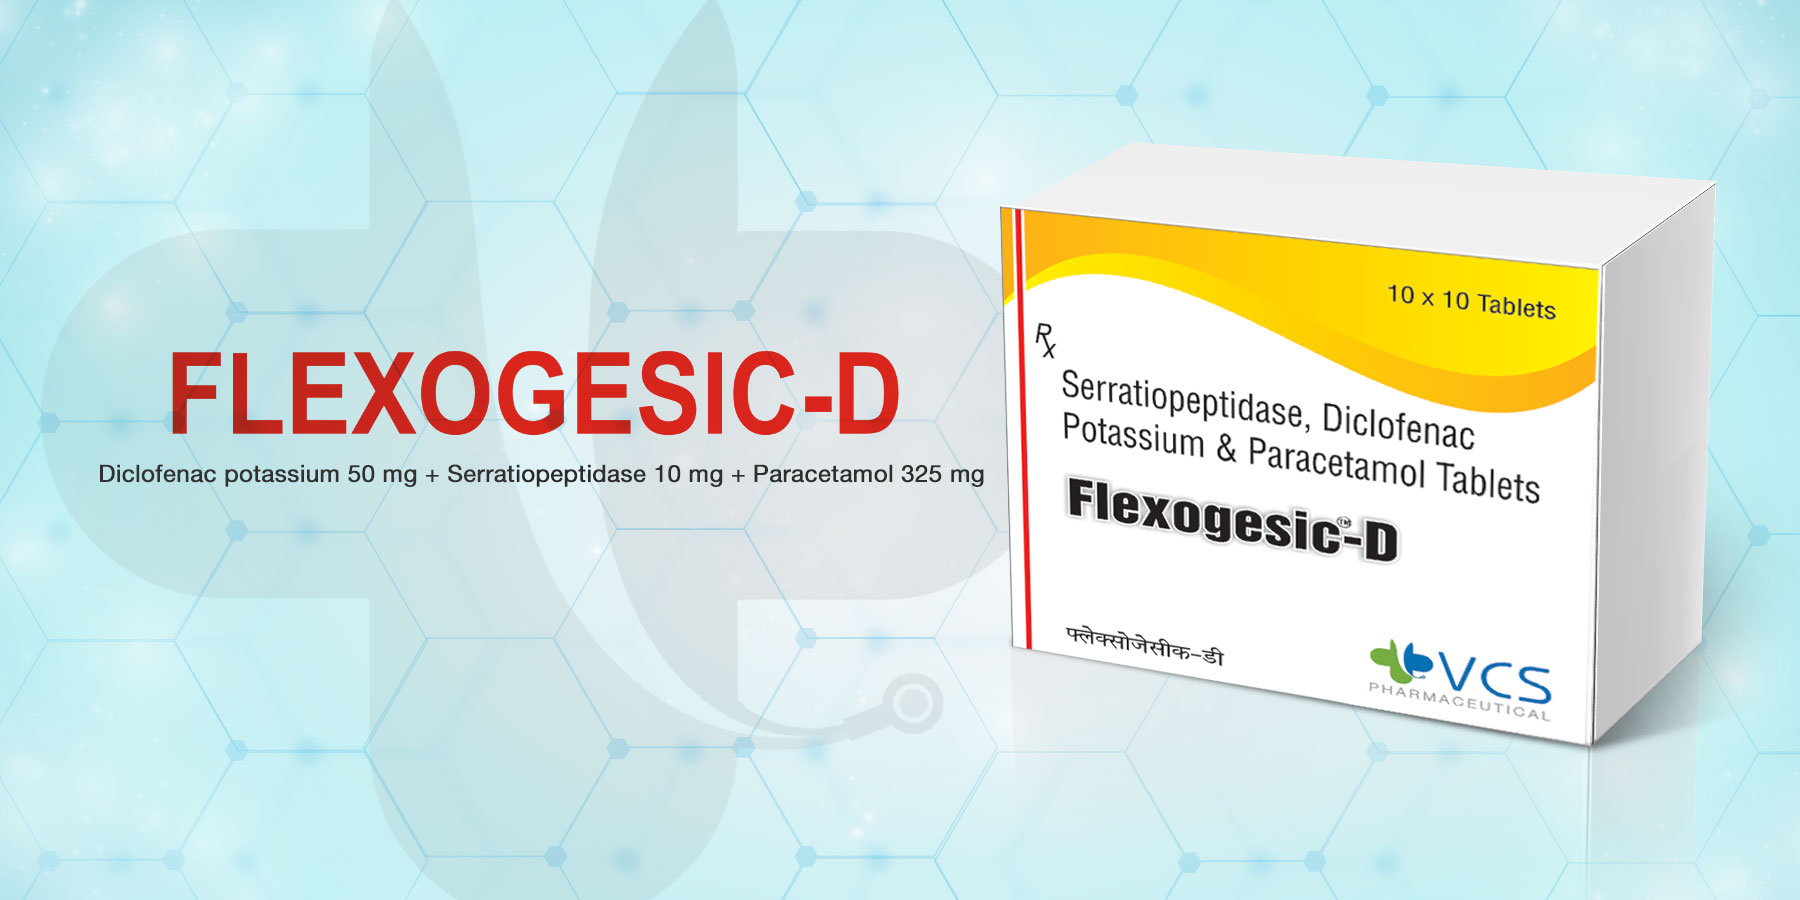 FLEXOGESIC-D
Diclofenac potassium 50 mg + Serratiopeptidase 10 mg + Paracetamol 325 mg
10 x 10 Tablets
Rx
Serratiopeptidase, Diclofenac
Potassium & Paracetamol Tablets
Flexogesic™-D
फ्लेक्सोजेसीक-डी
VCS
PHARMACEUTICAL